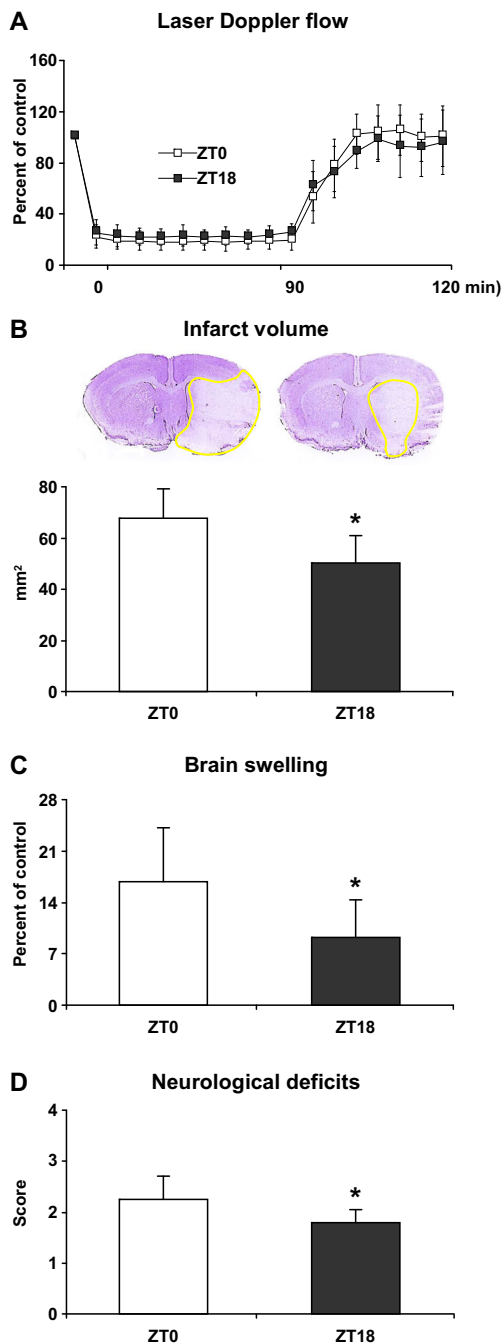 A Laser Doppler flow
160
120
80
40
0
Percent of control
ZT0
ZT18
0 90 120 min)
B Infarct volume
80
60
40
20
0
mm²
*
ZT0 ZT18
C Brain swelling
28
21
14
7
0
Percent of control
*
ZT0 ZT18
D Neurological deficits
4
3
2
1
0
Score
*
ZT0 ZT18